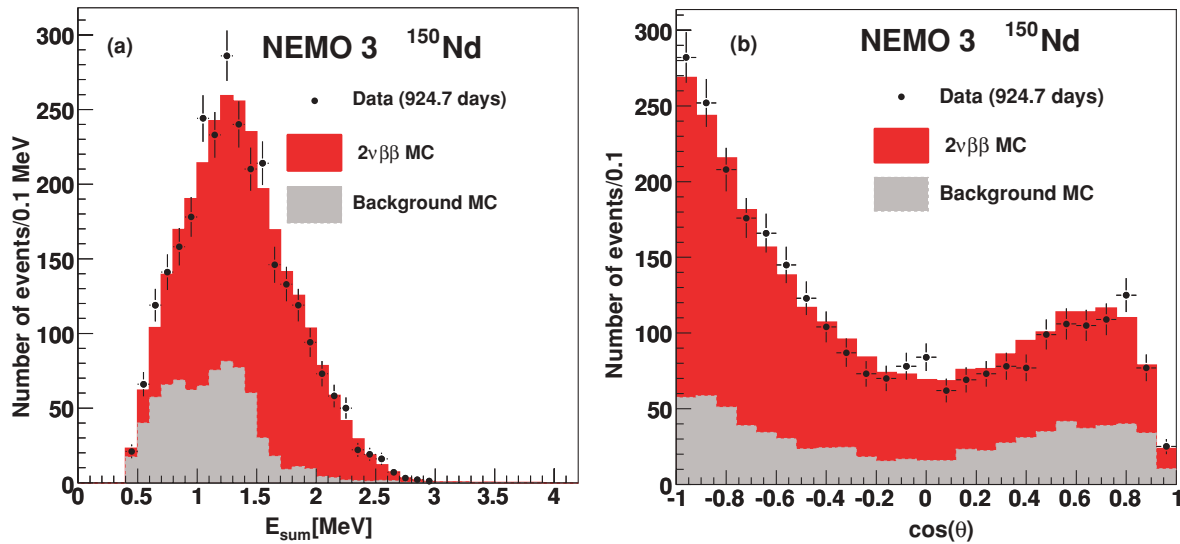 (a) NEMO 3 ¹⁵⁰Nd
Data (924.7 days)
2νββ MC
Background MC
Number of events/0.1 MeV
300
250
200
150
100
50
0
0 0.5 1 1.5 2 2.5 3 3.5 4
E_sum[MeV]
(b) NEMO 3 ¹⁵⁰Nd
Data (924.7 days)
2νββ MC
Background MC
Number of events/0.1
300
250
200
150
100
50
0
-1 -0.8 -0.6 -0.4 -0.2 0 0.2 0.4 0.6 0.8 1
cos(θ)